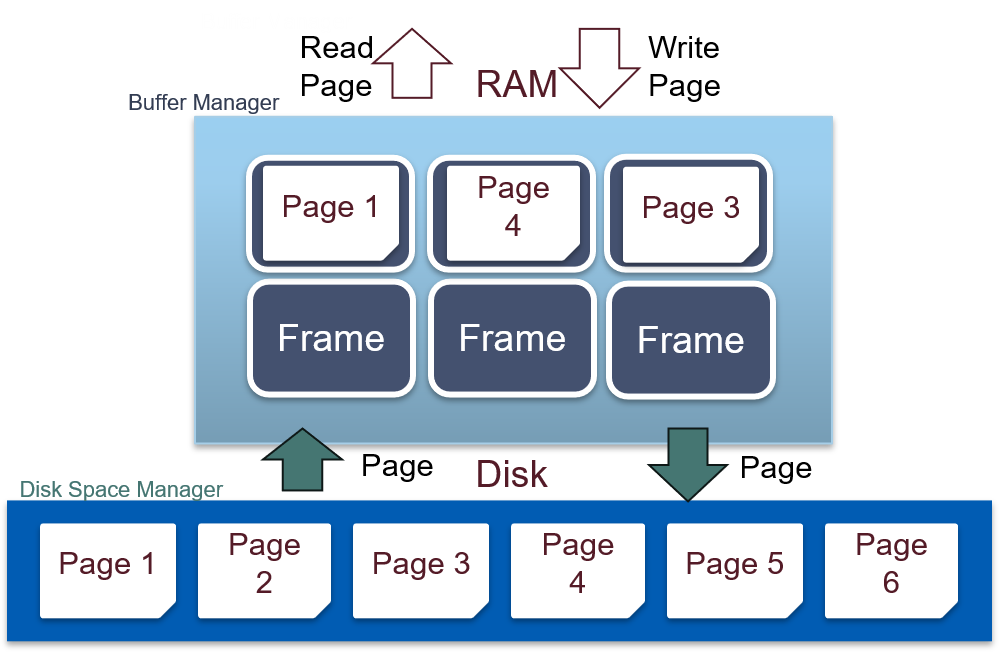 Read
Page
RAM
Write
Page
Buffer Manager
Page 1
Page
4
Page 3
Frame
Frame
Frame
Page
Disk
Page
Disk Space Manager
Page 1
Page
2
Page 3
Page
4
Page 5
Page
6